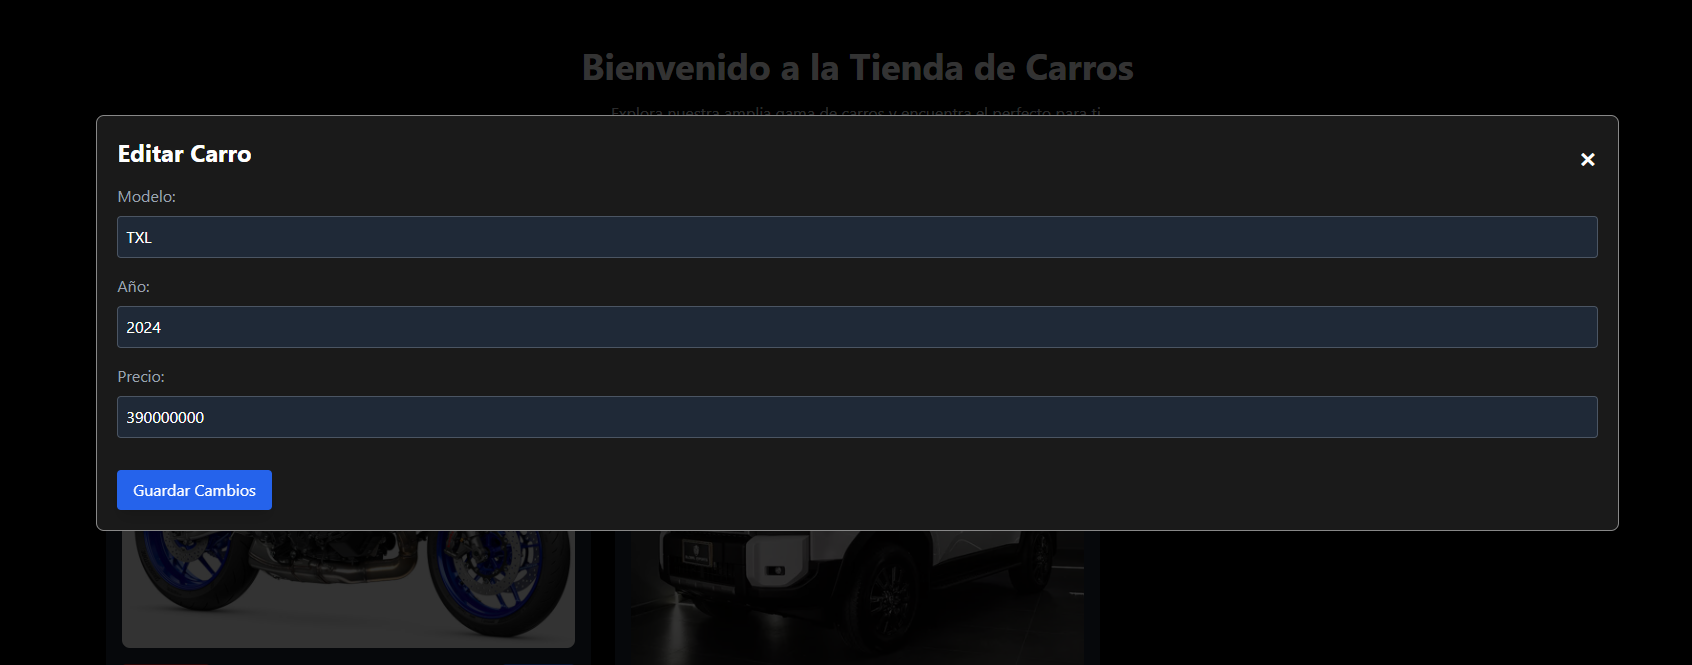 Bienvenido a la Tienda de Carros
Explora nuestra amplia gama de carros y encuentra el perfecto para ti
Editar Carro
×
Modelo:
TXL
Año:
2024
Precio:
390000000
Guardar Cambios